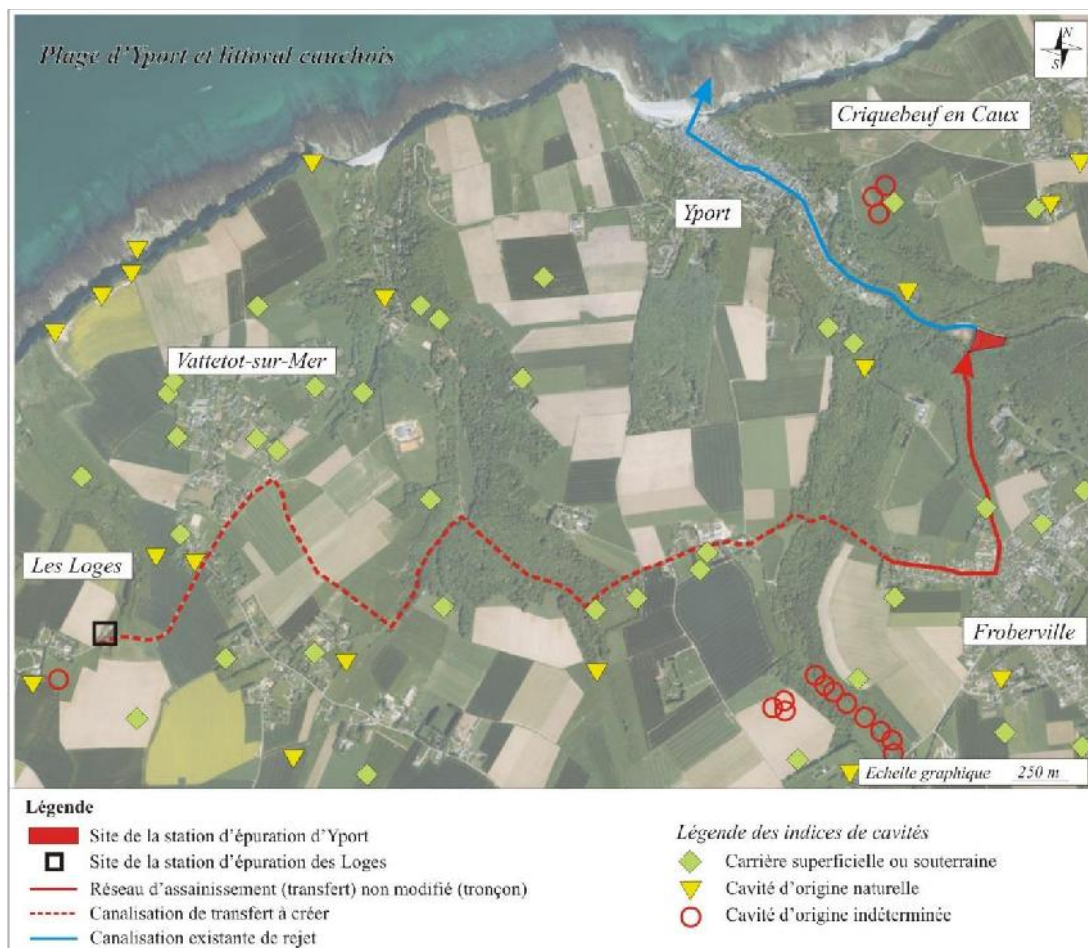 Plage d'Yport et littoral cauchois
N
S
Criquebeuf en Caux
Yport
Vattetot-sur-Mer
Les Loges
Froberville
Echelle graphique 250 m
Légende
Site de la station d'épuration d'Yport
Site de la station d'épuration des Loges
Réseau d'assainissement (transfert) non modifié (tronçon)
Canalisation de transfert à créer
Canalisation existante de rejet
Légende des indices de cavités
Carrière superficielle ou souterraine
Cavité d'origine naturelle
Cavité d'origine indéterminée